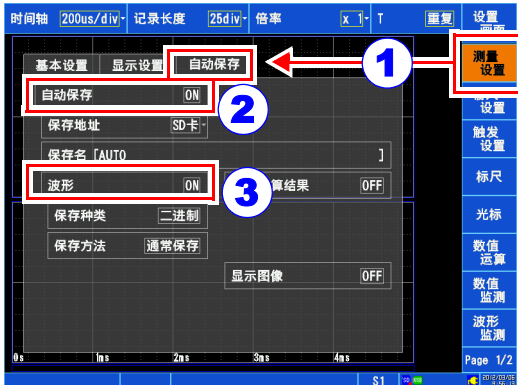 时间轴 200us/div 记录长度 25div 倍率 x 1 T 重复
设置
测量
设置
设置
触发
设置
标尺
光标
数值
运算
数值
监测
波形
监测
Page 1/2
基本设置 显示设置 自动保存
1
自动保存 ON
2
保存地址 SD卡
保存名 [AUTO ]
波形 ON
3
算结果 OFF
保存种类 二进制
保存方法 通常保存
显示图像 OFF
0s 1ms 2ms 3ms 4ms
S1